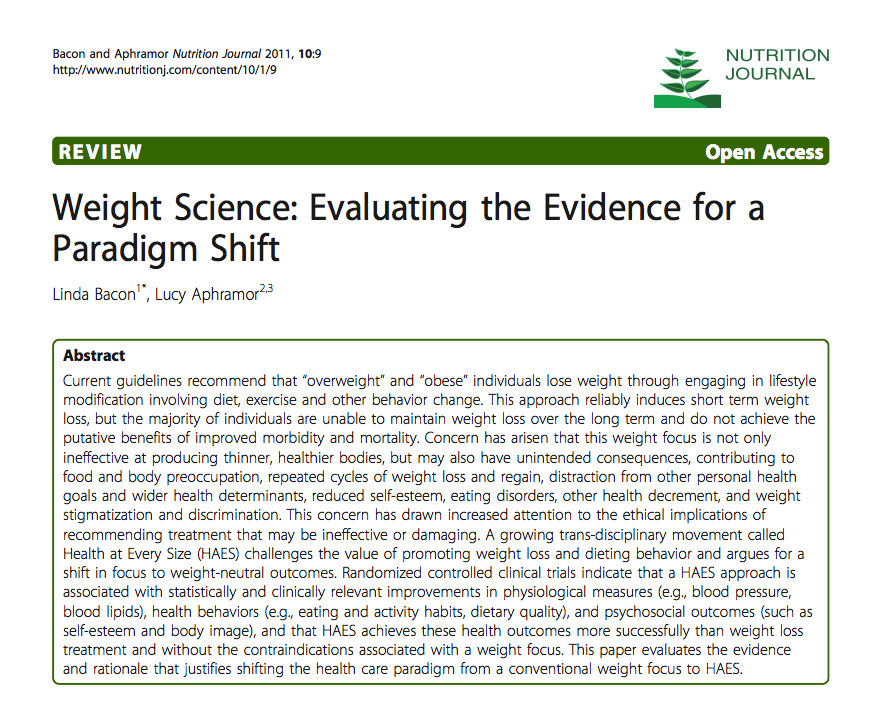 Bacon and Aphramor Nutrition Journal 2011, 10:9
http://www.nutritionj.com/content/10/1/9
NUTRITION
JOURNAL
REVIEW
Open Access
Weight Science: Evaluating the Evidence for a
Paradigm Shift
Linda Bacon1*, Lucy Aphramor2,3
Abstract
Current guidelines recommend that “overweight” and “obese” individuals lose weight through engaging in lifestyle
modification involving diet, exercise and other behavior change. This approach reliably induces short term weight
loss, but the majority of individuals are unable to maintain weight loss over the long term and do not achieve the
putative benefits of improved morbidity and mortality. Concern has arisen that this weight focus is not only
ineffective at producing thinner, healthier bodies, but may also have unintended consequences, contributing to
food and body preoccupation, repeated cycles of weight loss and regain, distraction from other personal health
goals and wider health determinants, reduced self-esteem, eating disorders, other health decrement, and weight
stigmatization and discrimination. This concern has drawn increased attention to the ethical implications of
recommending treatment that may be ineffective or damaging. A growing trans-disciplinary movement called
Health at Every Size (HAES) challenges the value of promoting weight loss and dieting behavior and argues for a
shift in focus to weight-neutral outcomes. Randomized controlled clinical trials indicate that a HAES approach is
associated with statistically and clinically relevant improvements in physiological measures (e.g., blood pressure,
blood lipids), health behaviors (e.g., eating and activity habits, dietary quality), and psychosocial outcomes (such as
self-esteem and body image), and that HAES achieves these health outcomes more successfully than weight loss
treatment and without the contraindications associated with a weight focus. This paper evaluates the evidence
and rationale that justifies shifting the health care paradigm from a conventional weight focus to HAES.